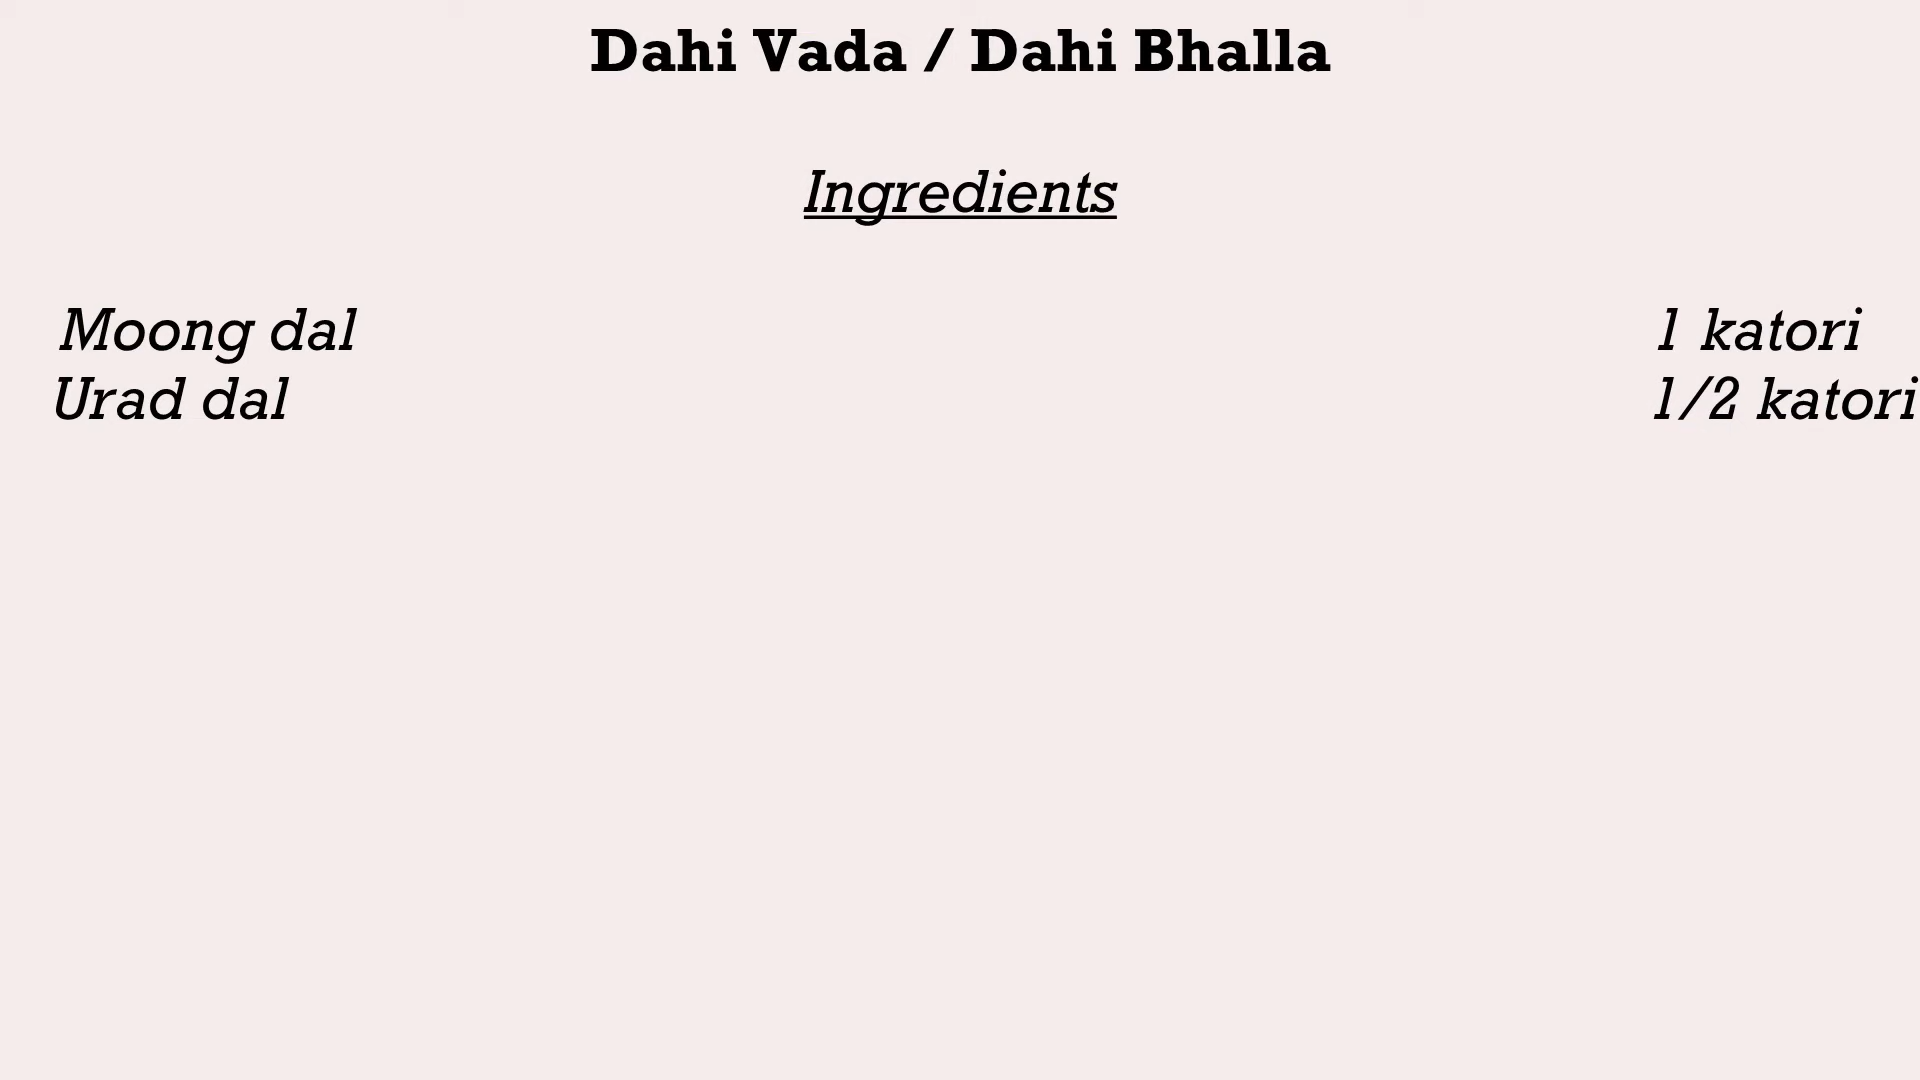 Dahi Vada / Dahi Bhalla
Ingredients
Moong dal 1 katori
Urad dal 1/2 katori